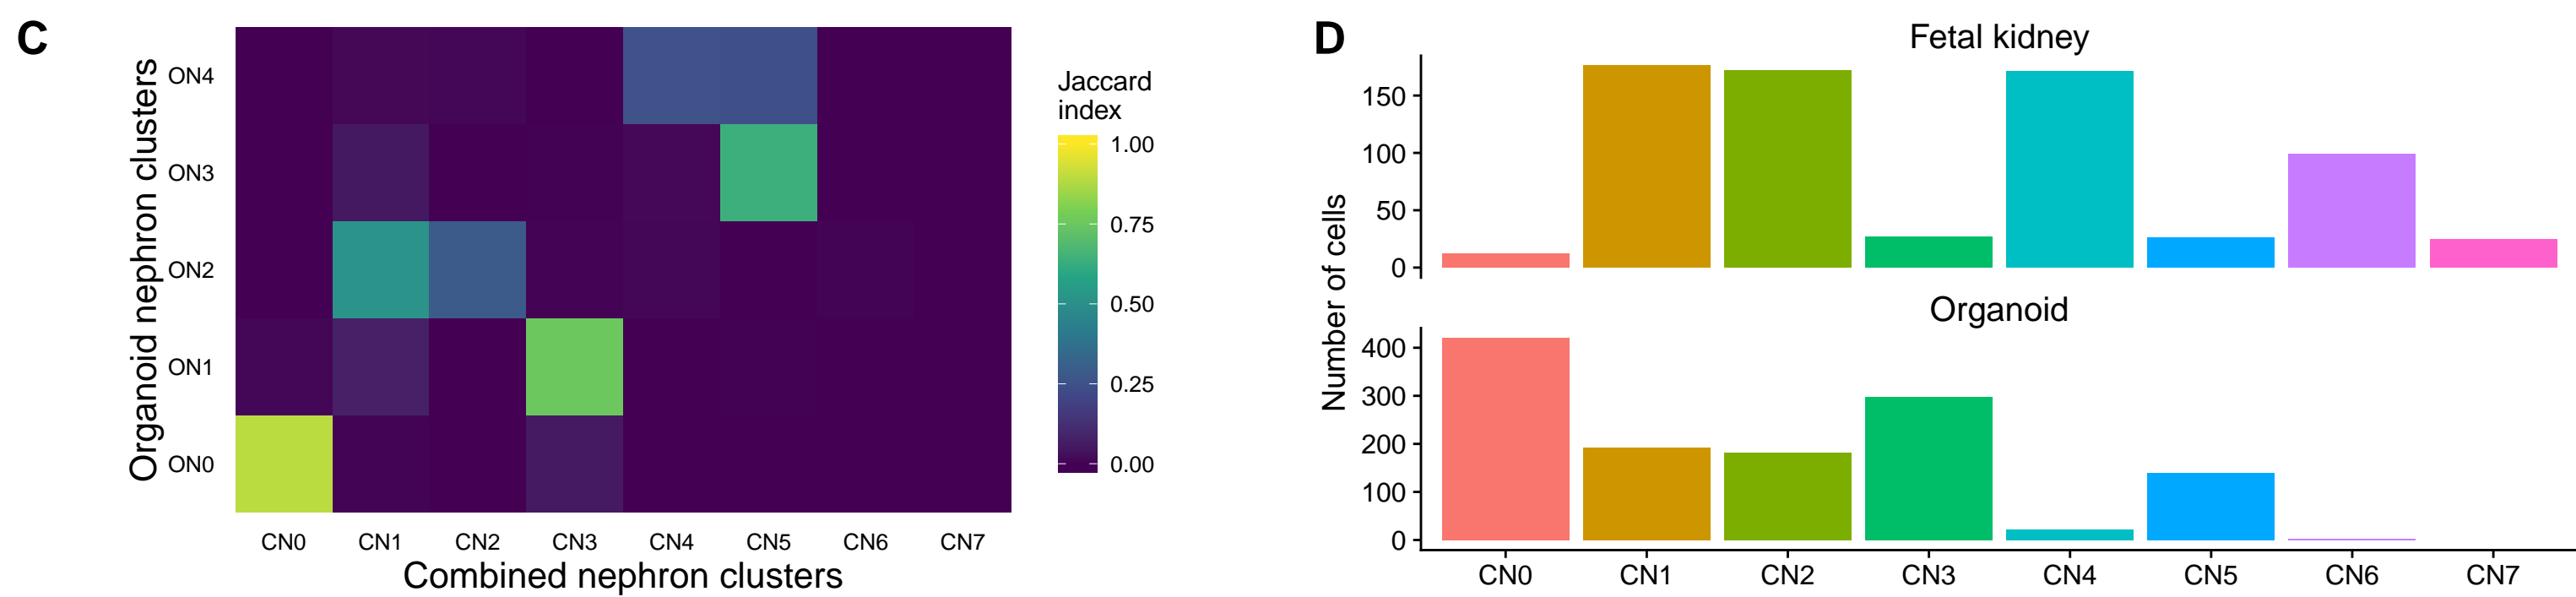 C
Organoid nephron clusters
ON4
ON3
ON2
ON1
ON0
CN0 CN1 CN2 CN3 CN4 CN5 CN6 CN7
Combined nephron clusters
Jaccard
index
1.00
0.75
0.50
0.25
0.00
D
Number of cells
Fetal kidney
150
100
50
0
Organoid
400
300
200
100
0
CN0 CN1 CN2 CN3 CN4 CN5 CN6 CN7